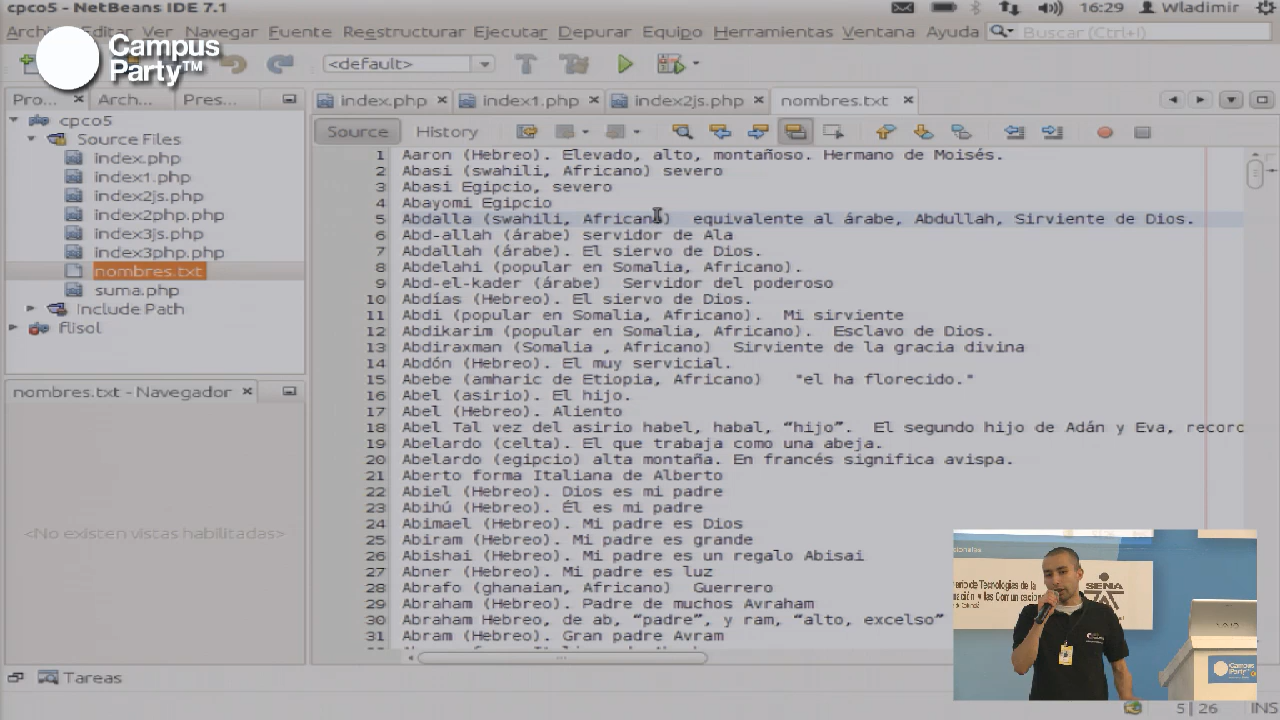 cpco5 - NetBeans IDE 7.1
16:29 Wladimir
Editar Ver Navegar Fuente Reestructurar Ejecutar Depurar Equipo Herramientas Ventana Ayuda
Buscar (Ctrl+I)
Campus
Party™
<default>
Pro... Arch... Pres...
index.php index1.php index2js.php nombres.txt
Source History
cpco5
Source Files
index.php
index1.php
index2js.php
index2php.php
index3js.php
index3php.php
nombres.txt
suma.php
Include Path
flisol
nombres.txt - Navegador
<No existen vistas habilitadas>
1 Aaron (Hebreo). Elevado, alto, montañoso. Hermano de Moisés.
2 Abasi (swahili, Africano) severo
3 Abasi Egipcio, severo
4 Abayomi Egipcio
5 Abdalla (swahili, Africano) equivalente al árabe, Abdullah, Sirviente de Dios.
6 Abd-allah (árabe) servidor de Ala
7 Abdallah (árabe). El siervo de Dios.
8 Abdelahi (popular en Somalia, Africano).
9 Abd-el-kader (árabe) Servidor del poderoso
10 Abdías (Hebreo). El siervo de Dios.
11 Abdi (popular en Somalia, Africano). Mi sirviente
12 Abdikarim (popular en Somalia, Africano). Esclavo de Dios.
13 Abdiraxman (Somalia , Africano) Sirviente de la gracia divina
14 Abdón (Hebreo). El muy servicial.
15 Abebe (amharic de Etiopia, Africano) "el ha florecido."
16 Abel (asirio). El hijo.
17 Abel (Hebreo). Aliento
18 Abel Tal vez del asirio habel, habal, “hijo”. El segundo hijo de Adán y Eva, recorc
19 Abelardo (celta). El que trabaja como una abeja.
20 Abelardo (egipcio) alta montaña. En francés significa avispa.
21 Aberto forma Italiana de Alberto
22 Abiel (Hebreo). Dios es mi padre
23 Abihú (Hebreo). Él es mi padre
24 Abimael (Hebreo). Mi padre es Dios
25 Abiram (Hebreo). Mi padre es grande
26 Abishai (Hebreo). Mi padre es un regalo Abisai
27 Abner (Hebreo). Mi padre es luz
28 Abrafo (ghanaian, Africano) Guerrero
29 Abraham (Hebreo). Padre de muchos Avraham
30 Abraham Hebreo, de ab, “padre”, y ram, “alto, excelso”
31 Abram (Hebreo). Gran padre Avram
Tareas
5|26 INS
SENA
Campus
Party